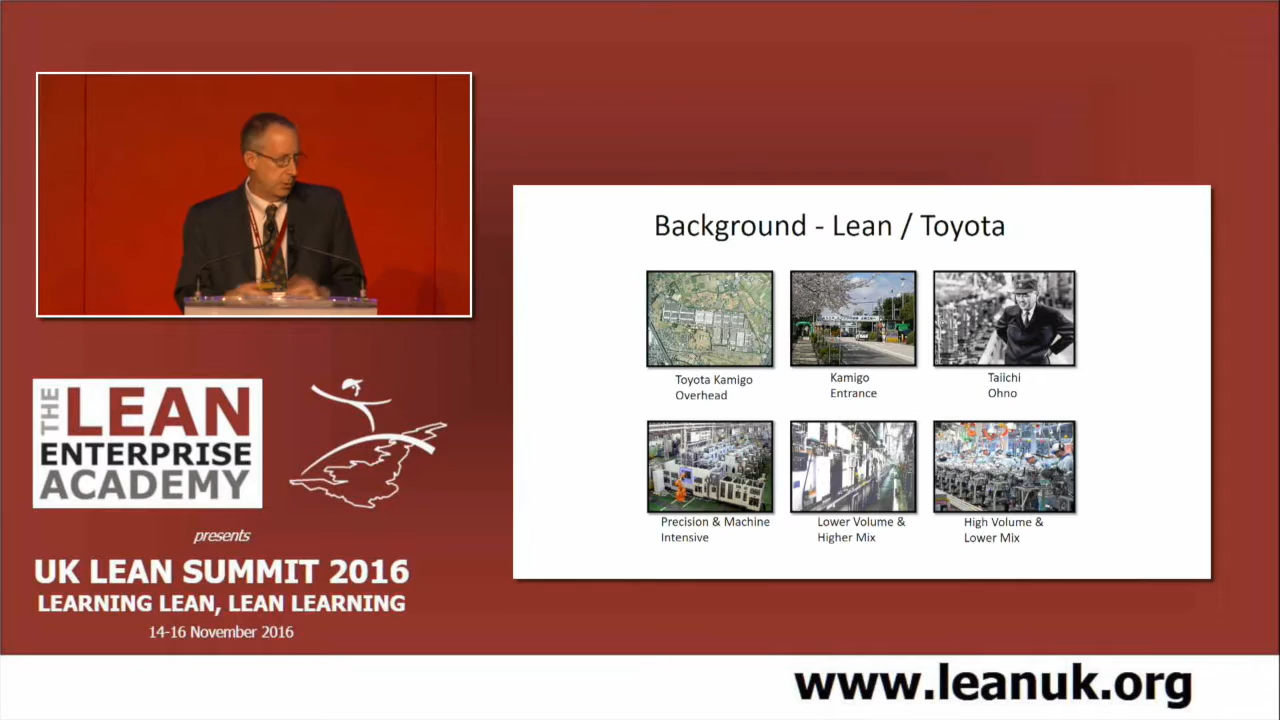 Background - Lean / Toyota
Toyota Kamigo
Overhead
Kamigo
Entrance
Taiichi
Ohno
Precision & Machine
Intensive
Lower Volume &
Higher Mix
High Volume &
Lower Mix
THE
LEAN
ENTERPRISE
ACADEMY
presents
UK LEAN SUMMIT 2016
LEARNING LEAN, LEAN LEARNING
14-16 November 2016
www.leanuk.org